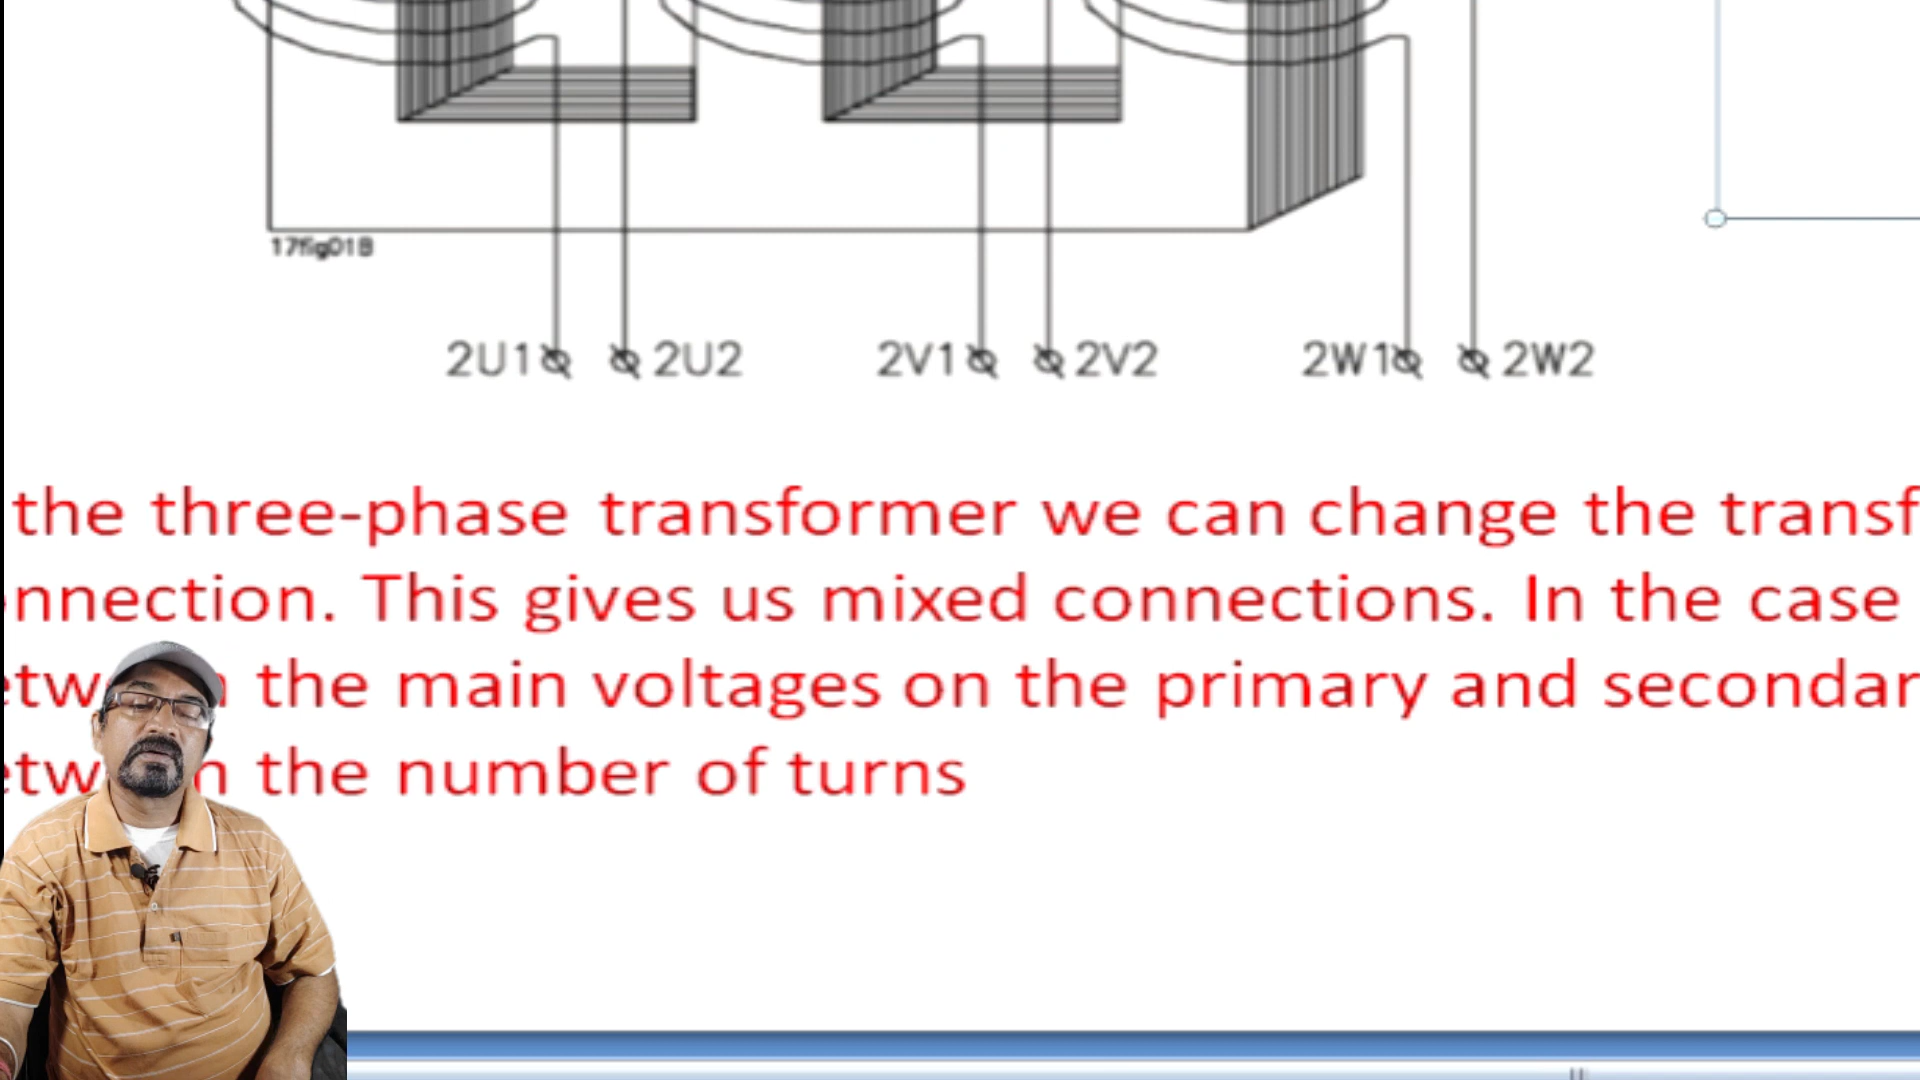 17fig01B
2U1 2U2 2V1 2V2 2W1 2W2
the three-phase transformer we can change the transf
nnection. This gives us mixed connections. In the case
the main voltages on the primary and secondar
the number of turns